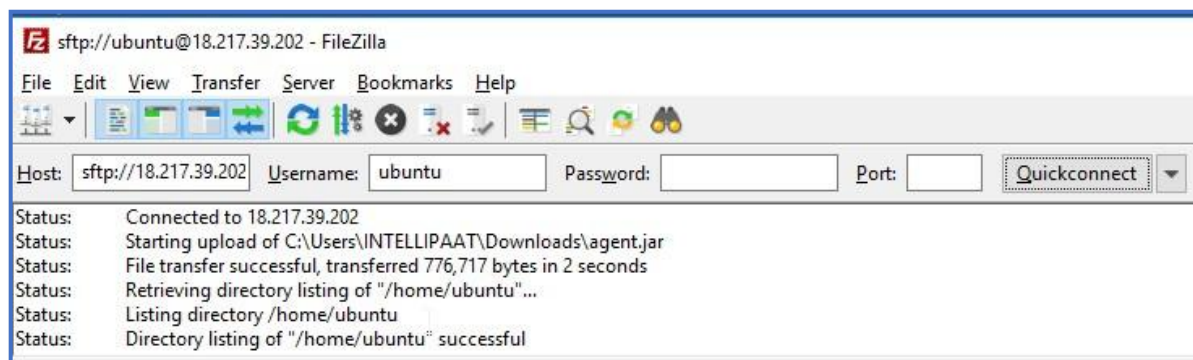 sftp://ubuntu@18.217.39.202 - FileZilla
File Edit View Transfer Server Bookmarks Help
Host: sftp://18.217.39.202 Username: ubuntu Password: Port: Quickconnect
Status: Connected to 18.217.39.202
Status: Starting upload of C:\Users\INTELLIPAAT\Downloads\agent.jar
Status: File transfer successful, transferred 776,717 bytes in 2 seconds
Status: Retrieving directory listing of "/home/ubuntu"...
Status: Listing directory /home/ubuntu
Status: Directory listing of "/home/ubuntu" successful